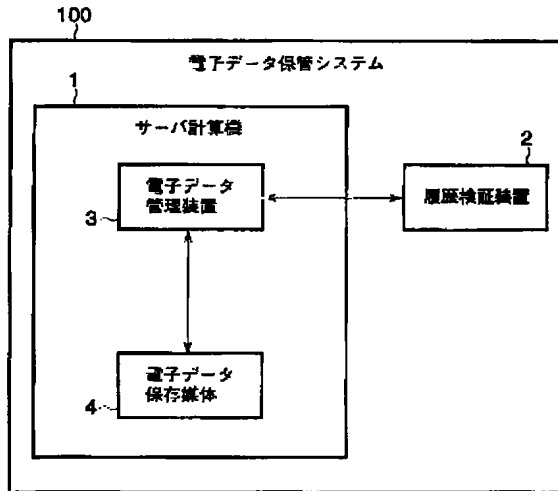 100
電子データ保管システム
1
サーバ計算機
2
電子データ
管理装置
3
履歴検証装置
電子データ
保存媒体
4